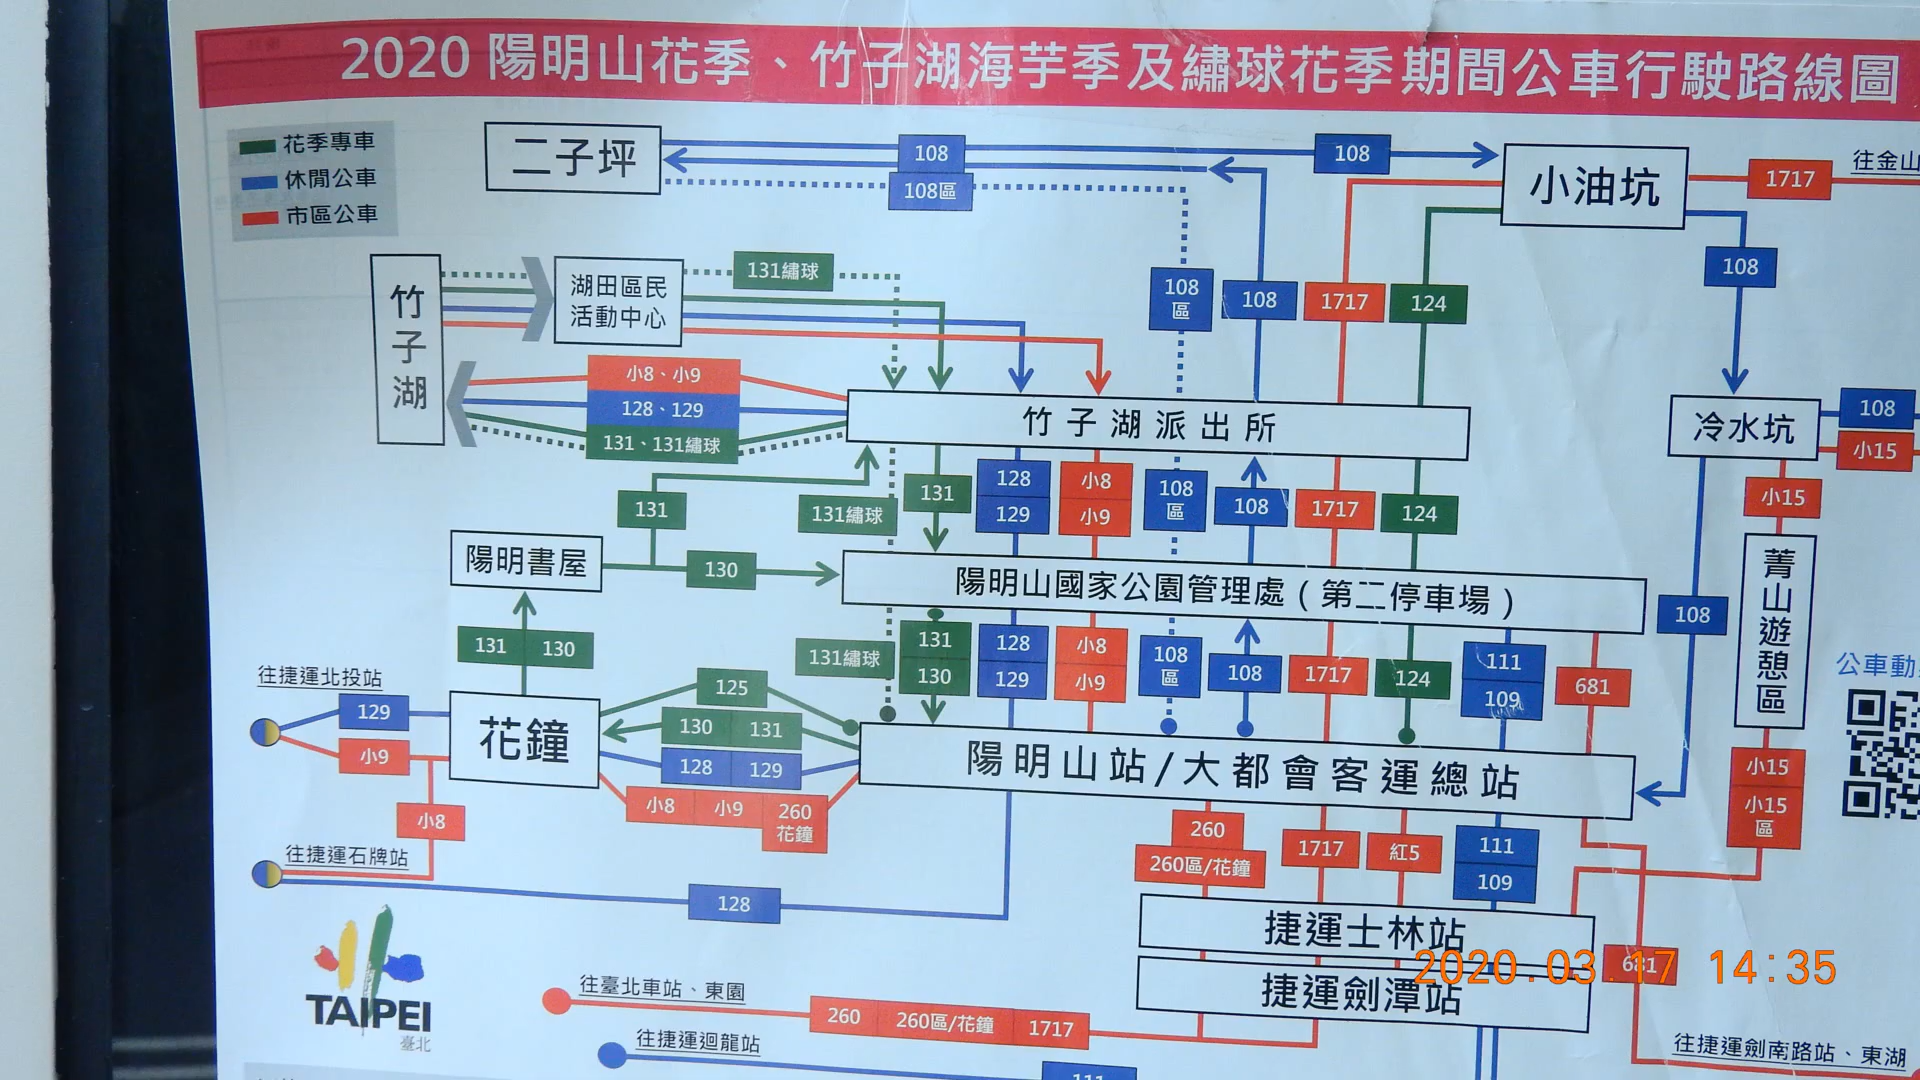 2020 陽明山花季、竹子湖海芋季及繡球花季期間公車行駛路線圖
花季專車
休閒公車
市區公車
二子坪
108
108區
108
小油坑
1717
往金山
108
竹子湖
湖田區民
活動中心
131繡球
108
區
108
1717
124
小8、小9
128、129
131、131繡球
竹子湖派出所
冷水坑
108
小15
小15
131
131繡球
131
128
129
小8
小9
108
區
108
1717
124
陽明書屋
130
陽明山國家公園管理處(第二停車場)
菁山遊憩區
108
131 130
131繡球
131
130
128
129
小8
小9
108
區
108
1717
124
111
109
681
公車動
往捷運北投站
129
小9
花鐘
125
130 131
128 129
小8 小9 260
花鐘
陽明山站/大都會客運總站
小15
小15
區
小8
往捷運石牌站
128
260
260區/花鐘
1717
紅5
111
109
捷運士林站
捷運劍潭站
681
2020.03.17 14:35
TAIPEI
臺北
往臺北車站、東園
260 260區/花鐘 1717
往捷運迴龍站
111
往捷運劍南路站、東湖